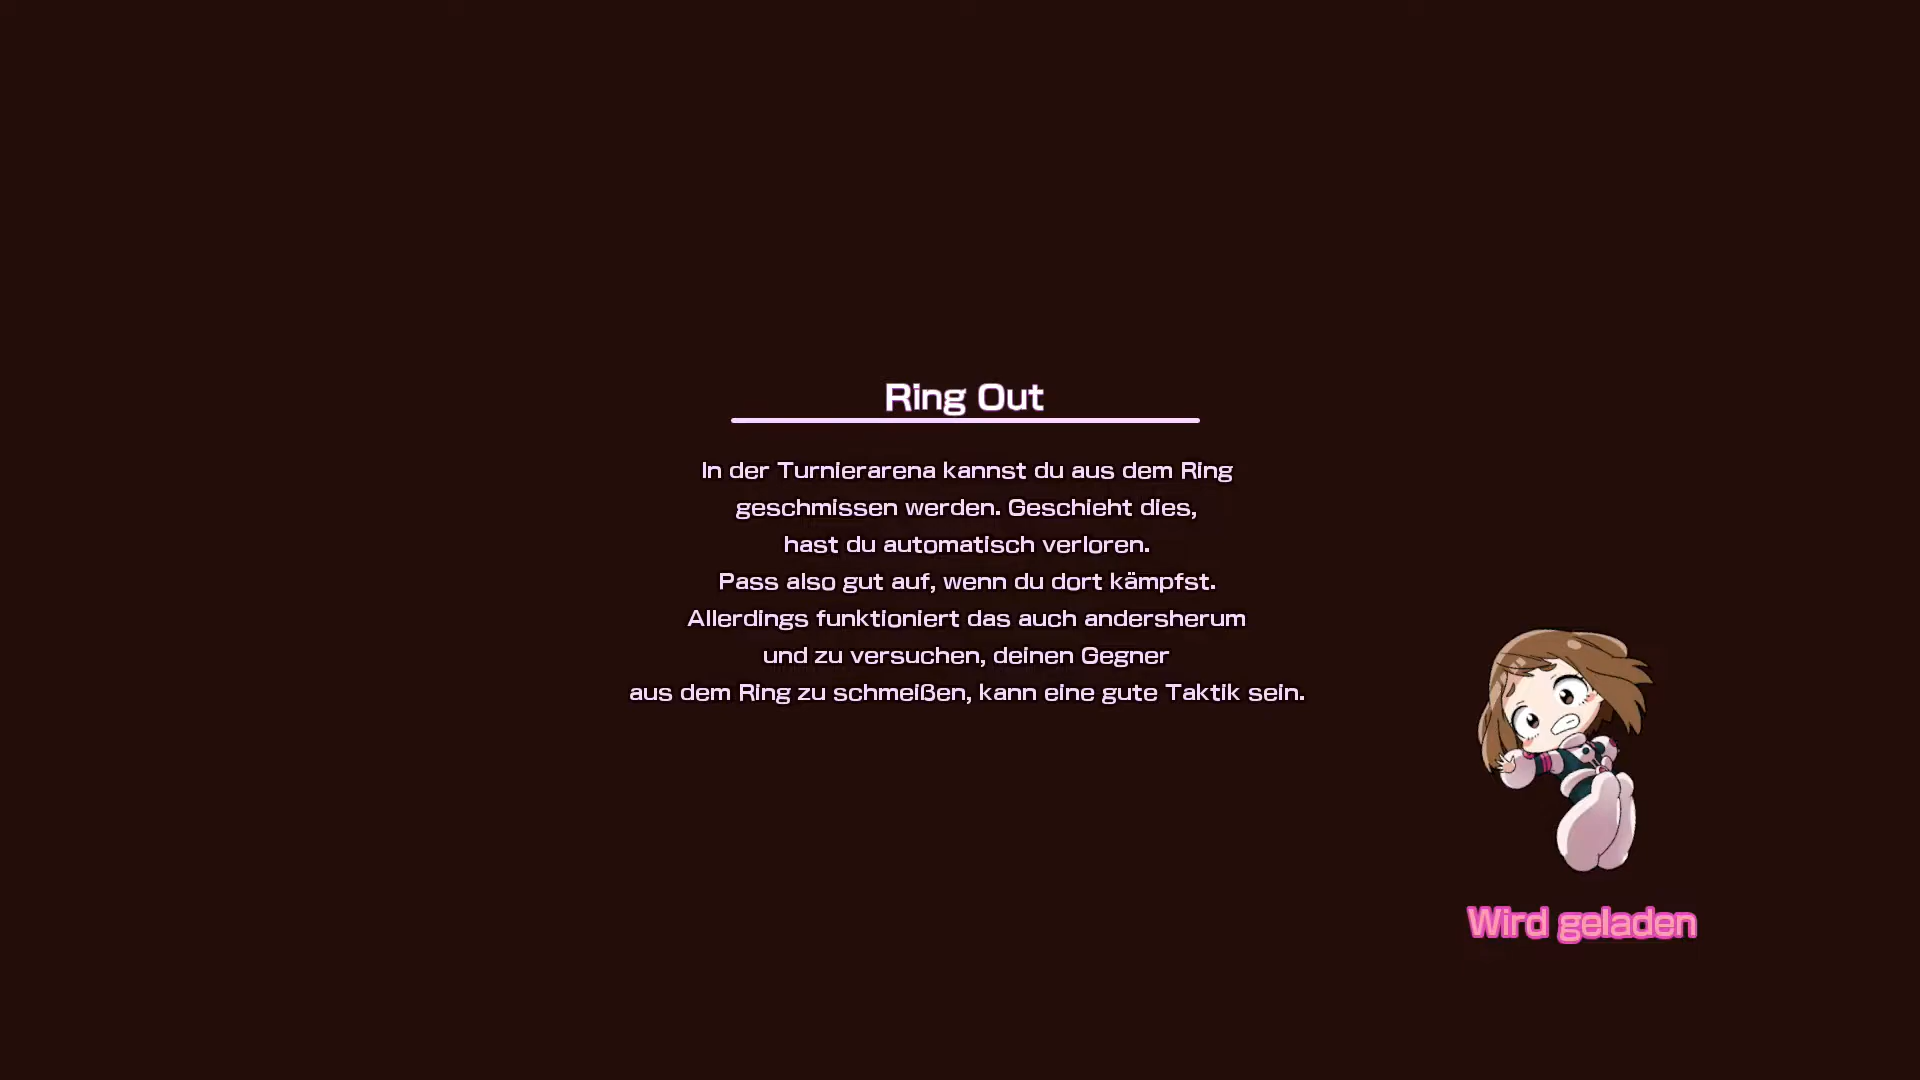 Ring Out
In der Turnierarena kannst du aus dem Ring
geschmissen werden. Geschieht dies,
hast du automatisch verloren.
Pass also gut auf, wenn du dort kämpfst.
Allerdings funktioniert das auch andersherum
und zu versuchen, deinen Gegner
aus dem Ring zu schmeißen, kann eine gute Taktik sein.
Wird geladen